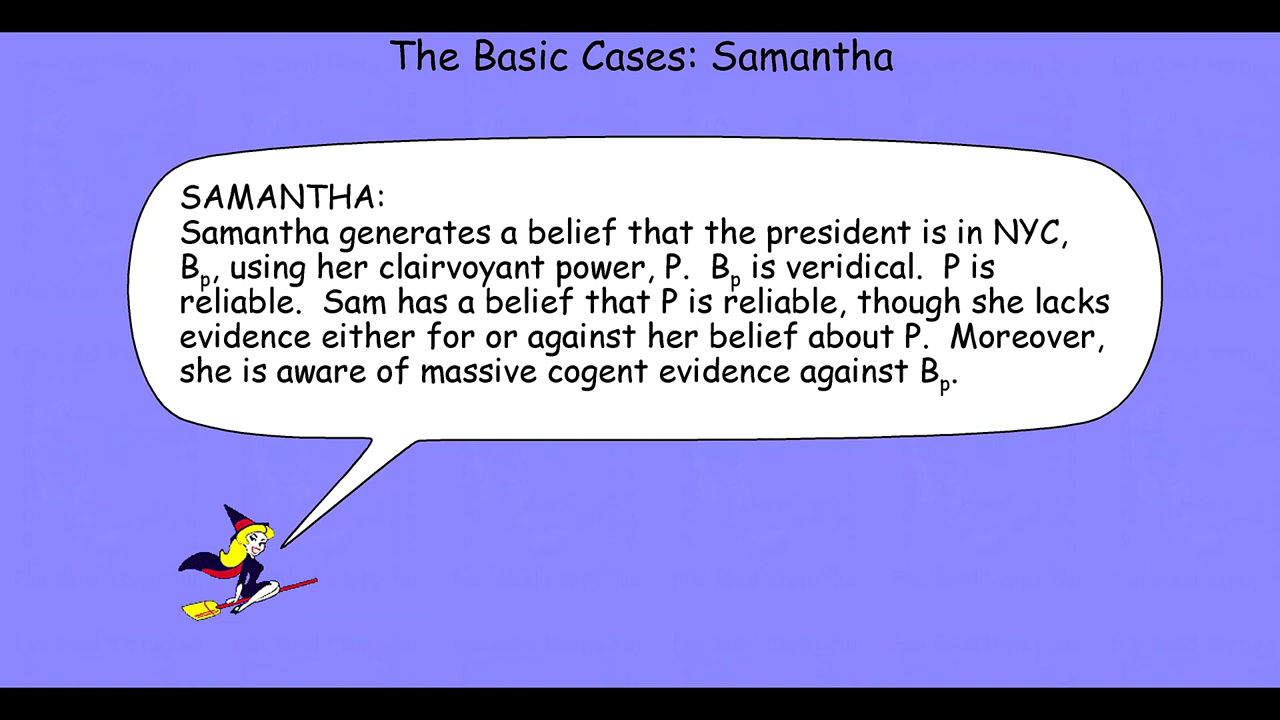 The Basic Cases: Samantha
SAMANTHA:
Samantha generates a belief that the president is in NYC,
Bp, using her clairvoyant power, P.  Bp is veridical.  P is
reliable.  Sam has a belief that P is reliable, though she lacks
evidence either for or against her belief about P.  Moreover,
she is aware of massive cogent evidence against Bp.